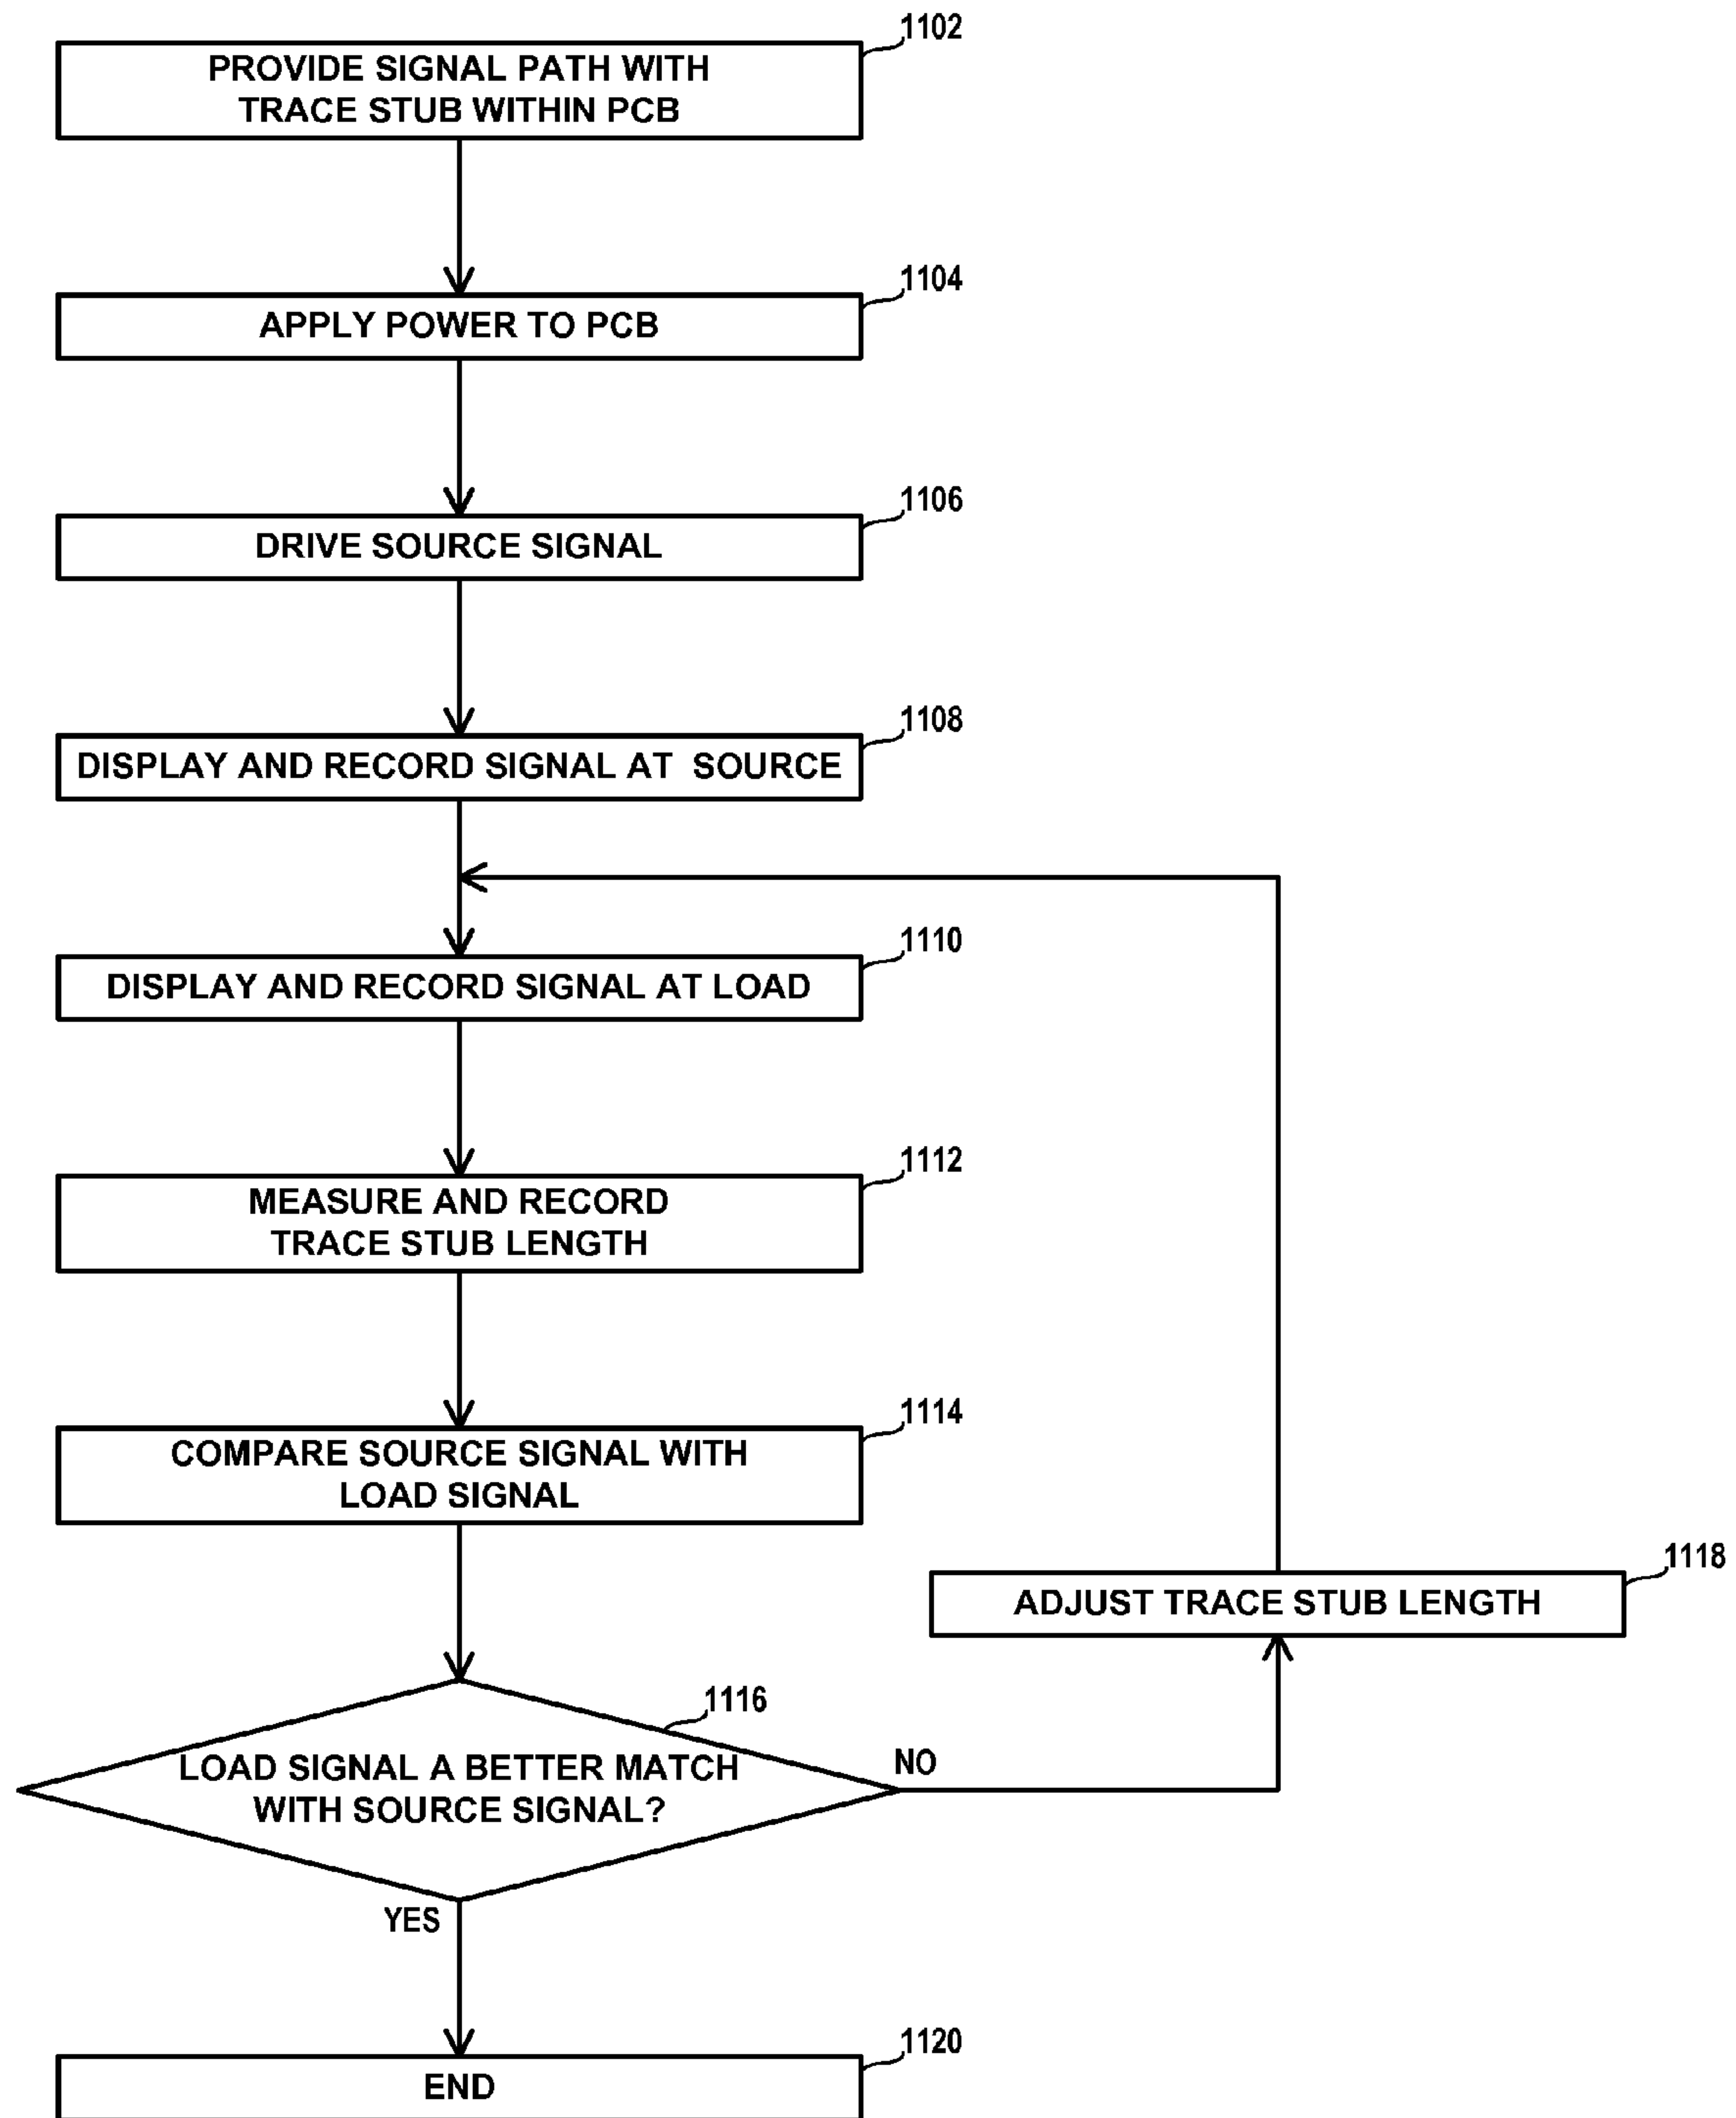 1102
PROVIDE SIGNAL PATH WITH
TRACE STUB WITHIN PCB
1104
APPLY POWER TO PCB
1106
DRIVE SOURCE SIGNAL
1108
DISPLAY AND RECORD SIGNAL AT SOURCE
1110
DISPLAY AND RECORD SIGNAL AT LOAD
1112
MEASURE AND RECORD
TRACE STUB LENGTH
1114
COMPARE SOURCE SIGNAL WITH
LOAD SIGNAL
1118
ADJUST TRACE STUB LENGTH
1116
LOAD SIGNAL A BETTER MATCH
WITH SOURCE SIGNAL?
NO
YES
1120
END